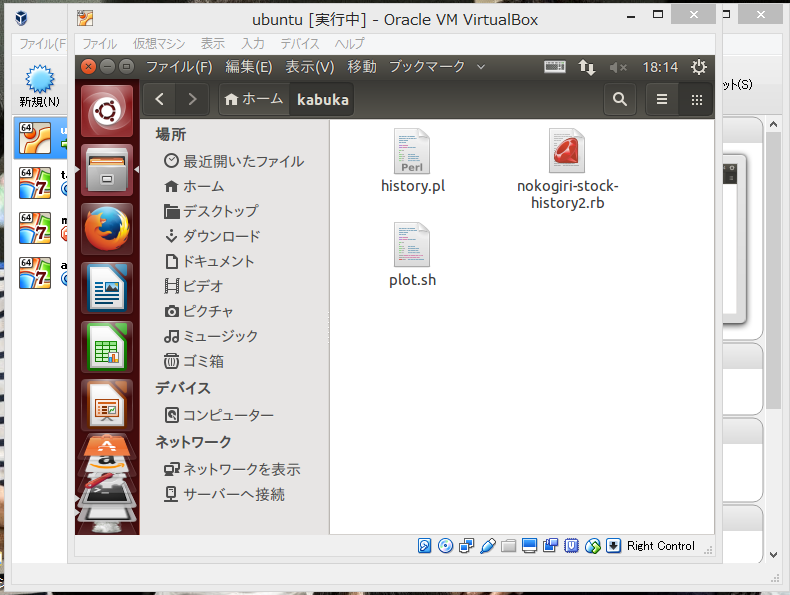 ubuntu [実行中] - Oracle VM VirtualBox
ファイル(F
ファイル 仮想マシン 表示 入力 デバイス ヘルプ
ファイル(F) 編集(E) 表示(V) 移動 ブックマーク 18:14
新規(N)
ット(S)
ホーム kabuka
64
64
7
64
7
64
7
場所
最近開いたファイル
ホーム
デスクトップ
ダウンロード
ドキュメント
ビデオ
ピクチャ
ミュージック
ゴミ箱
デバイス
コンピューター
ネットワーク
ネットワークを表示
サーバーへ接続
Perl
history.pl
nokogiri-stock-
history2.rb
plot.sh
Right Control